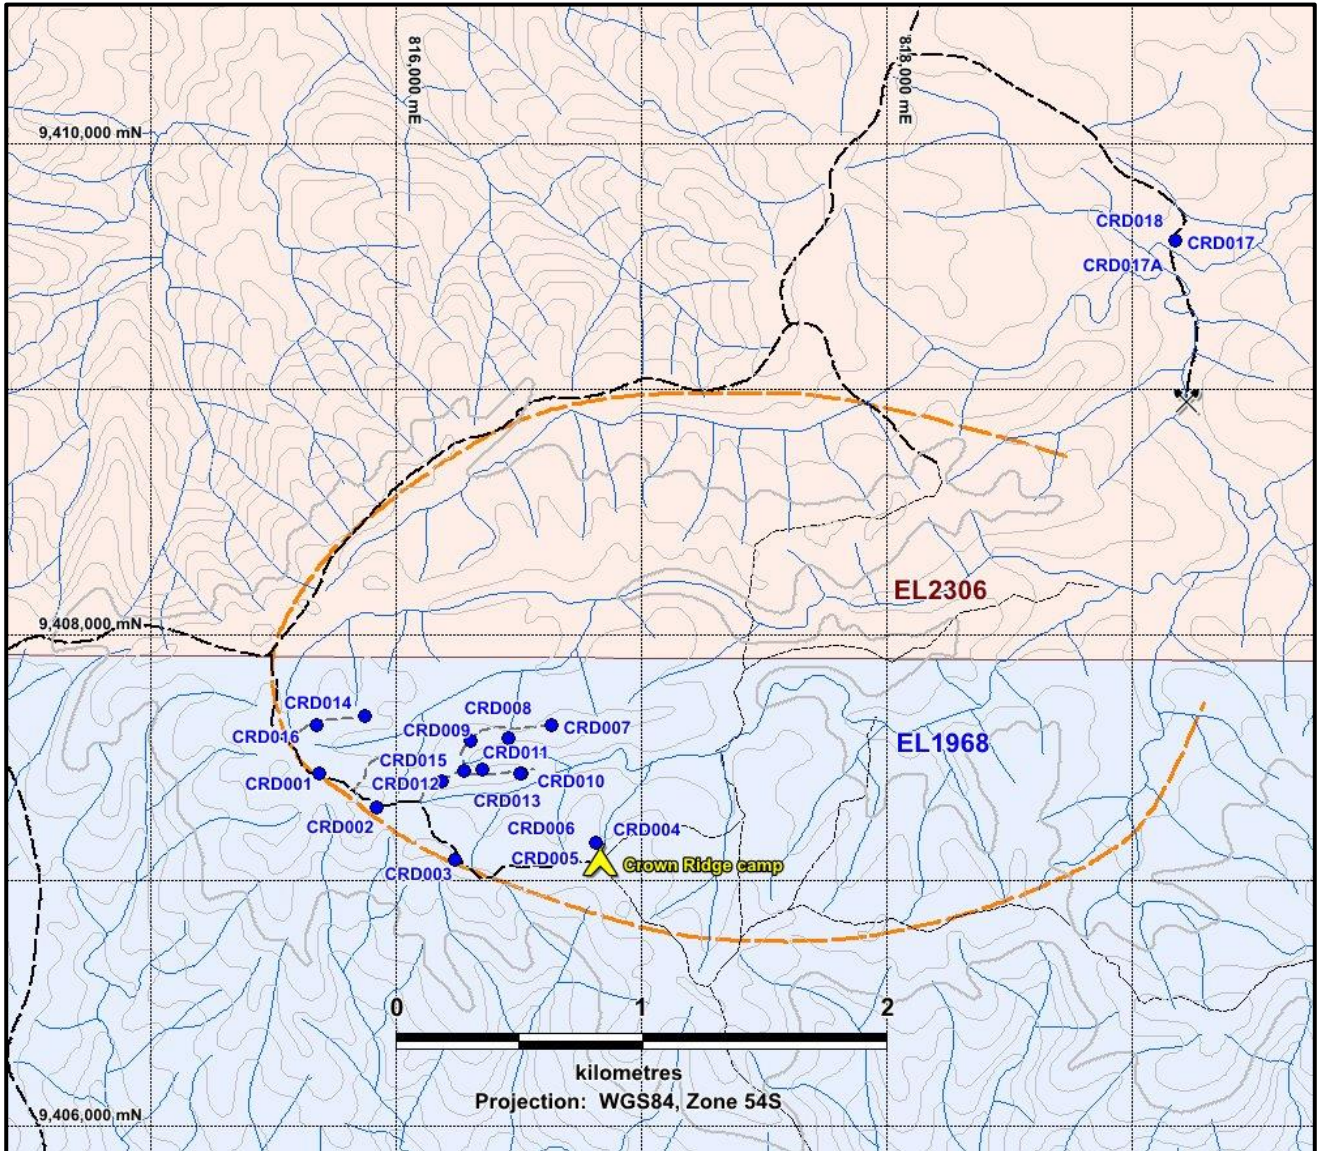 816,000 mE
818,000 mE
9,410,000 mN
CRD018
CRD017
CRD017A
EL2306
9,408,000 mN
CRD014
CRD008
CRD016
CRD009
CRD007
EL1968
CRD011
CRD015
CRD001
CRD012
CRD010
CRD013
CRD002
CRD006
CRD004
CRD005
Crown Ridge camp
CRD003
0
1
2
kilometres
Projection: WGS84, Zone 54S
9,406,000 mN